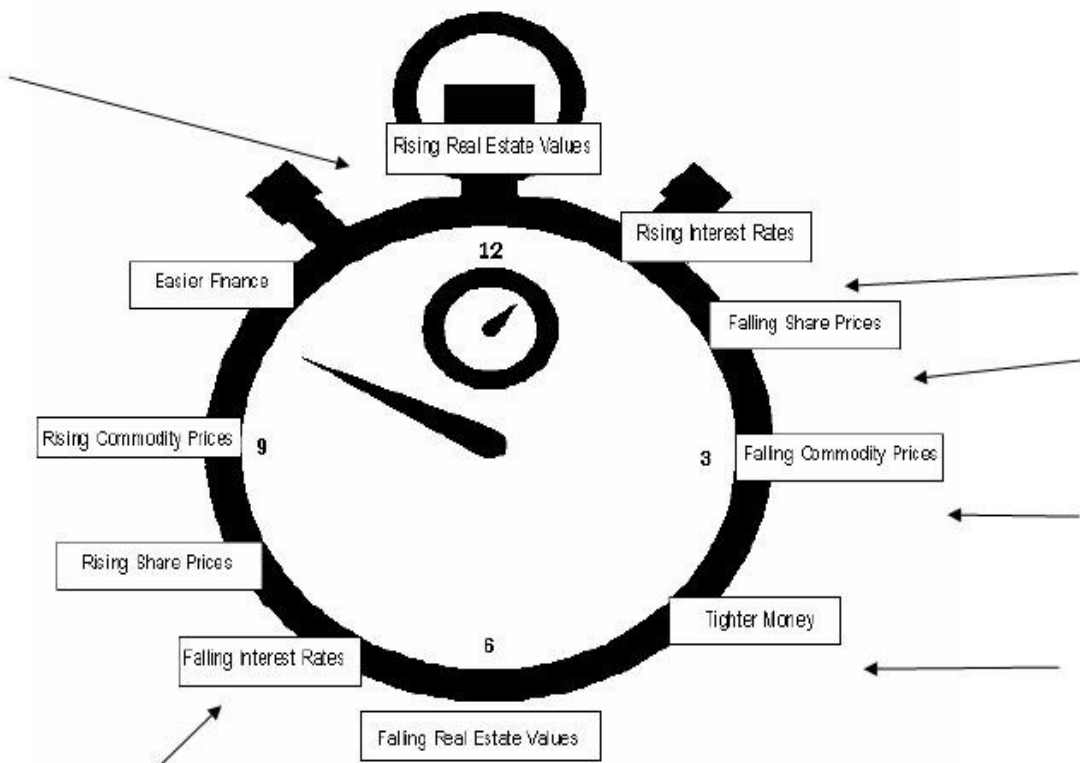 Rising Real Estate Values
Rising Interest Rates
12
Easier Finance
Falling Share Prices
Rising Commodity Prices
9
3
Falling Commodity Prices
Rising Share Prices
Tighter Money
6
Falling Interest Rates
Falling Real Estate Values